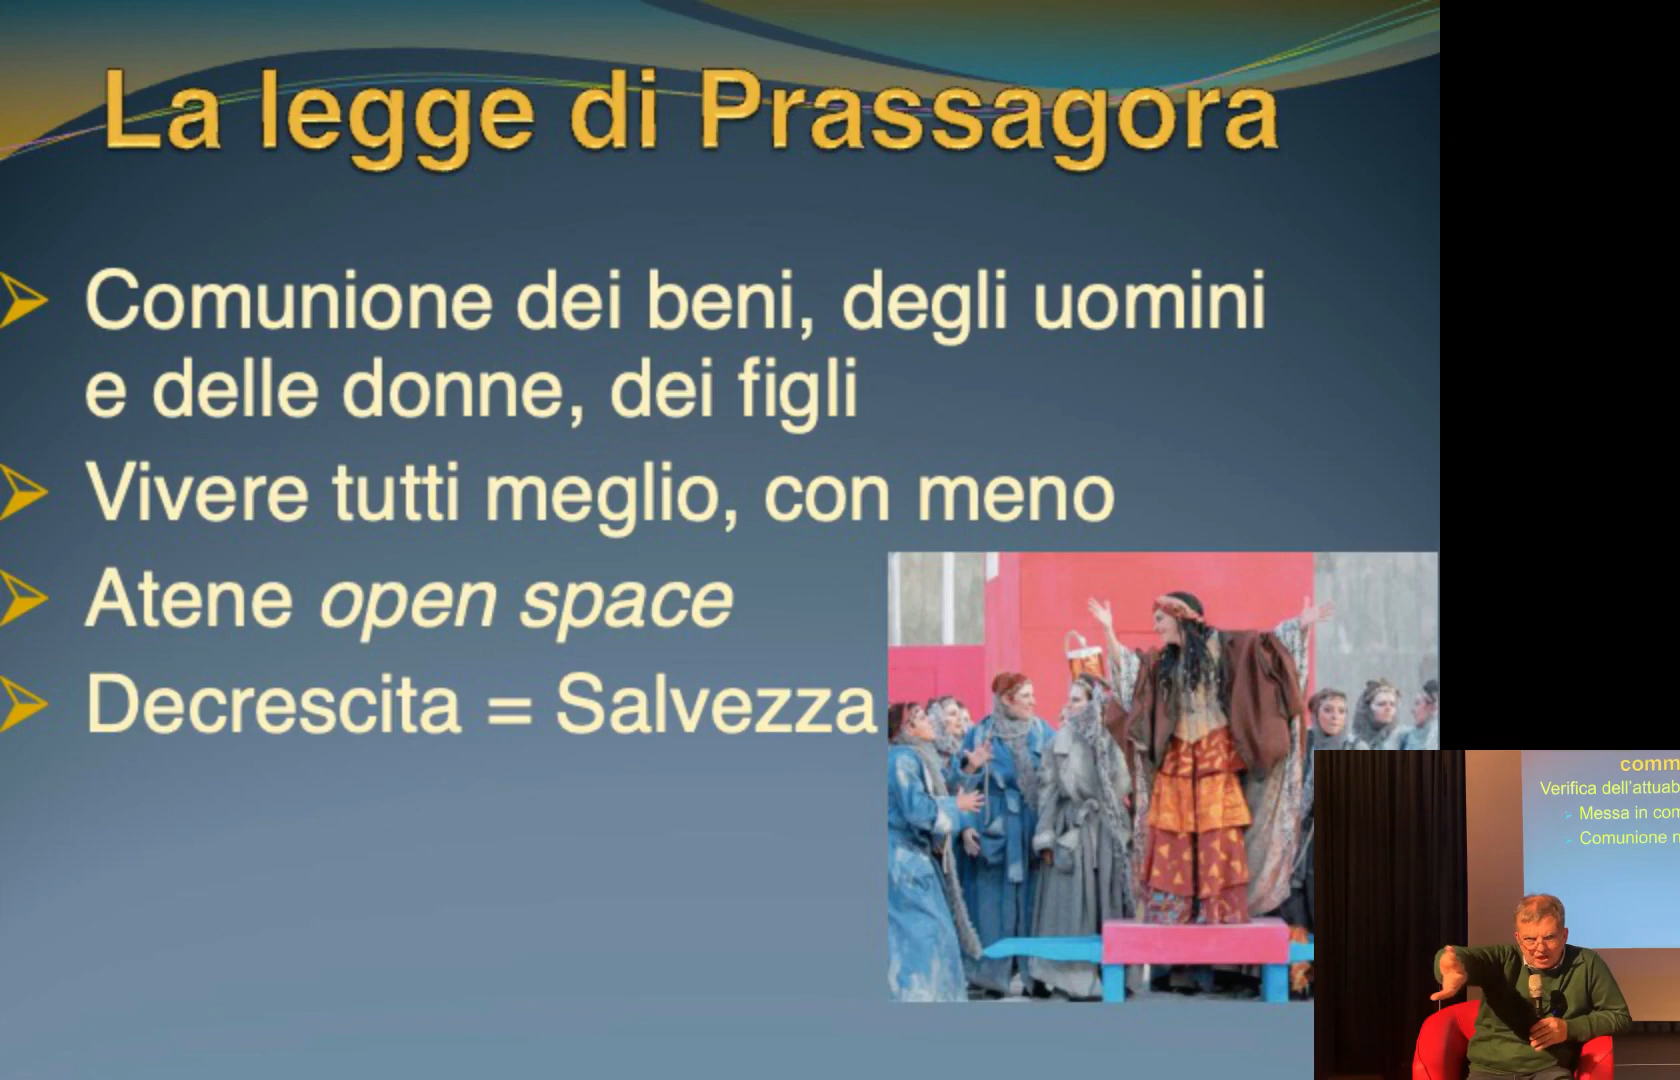 La legge di Prassagora
Comunione dei beni, degli uomini
e delle donne, dei figli
Vivere tutti meglio, con meno
Atene open space
Decrescita = Salvezza
comm
Verifica dell'attuab
Messa in com
Comunione n